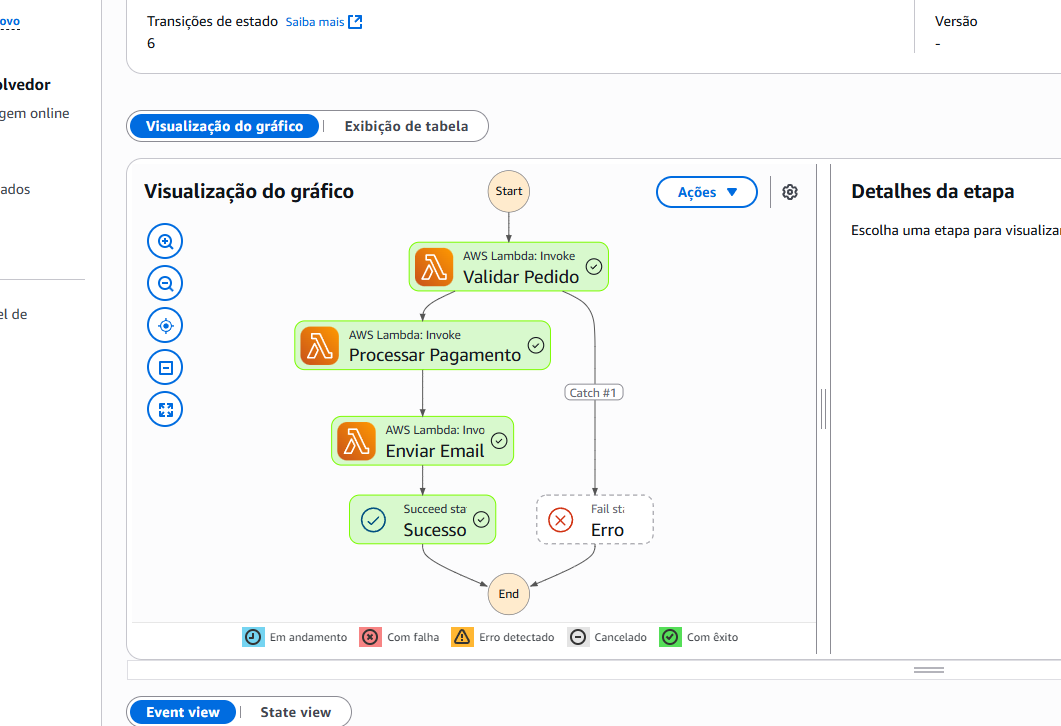 ovo
Transições de estado Saiba mais
6
Versão
-
lvedor
gem online
ados
el de
Visualização do gráfico
Exibição de tabela
Visualização do gráfico
Ações
Start
AWS Lambda: Invoke
Validar Pedido
AWS Lambda: Invoke
Processar Pagamento
Catch #1
AWS Lambda: Invo
Enviar Email
Succeed sta
Sucesso
Fail sta
Erro
End
Em andamento
Com falha
Erro detectado
Cancelado
Com êxito
Detalhes da etapa
Escolha uma etapa para visualiza
Event view
State view